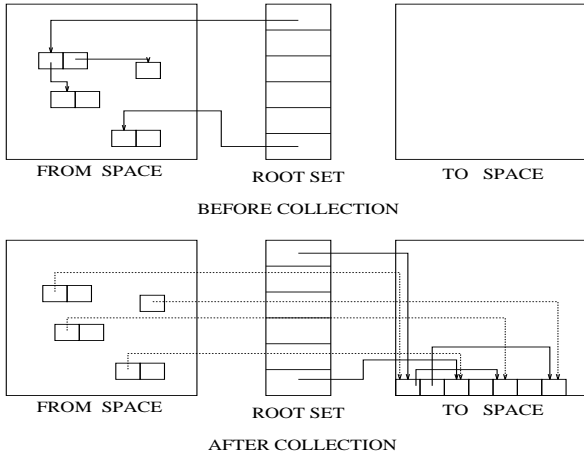 FROM SPACE
ROOT SET
TO SPACE
BEFORE COLLECTION
FROM SPACE
ROOT SET
TO SPACE
AFTER COLLECTION